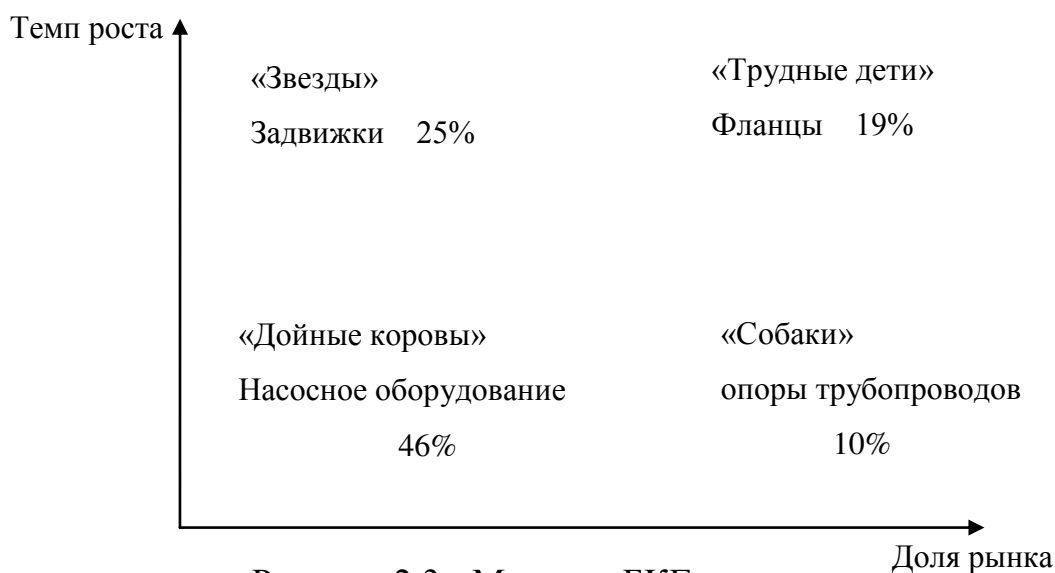 Темп роста
«Звезды»
Задвижки 25%
«Трудные дети»
Фланцы 19%
«Дойные коровы»
Насосное оборудование
46%
«Собаки»
опоры трубопроводов
10%
Доля рынка